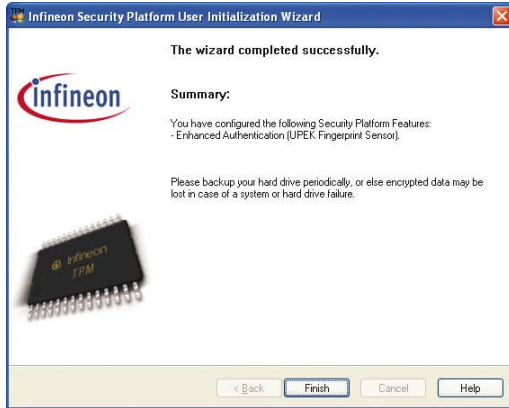 Infineon Security Platform User Initialization Wizard
The wizard completed successfully.
infineon
Summary:
You have configured the following Security Platform Features:
- Enhanced Authentication (UPEK Fingerprint Sensor).
Please backup your hard drive periodically, or else encrypted data may be
lost in case of a system or hard drive failure.
infineon
TPM
< Back
Finish
Cancel
Help